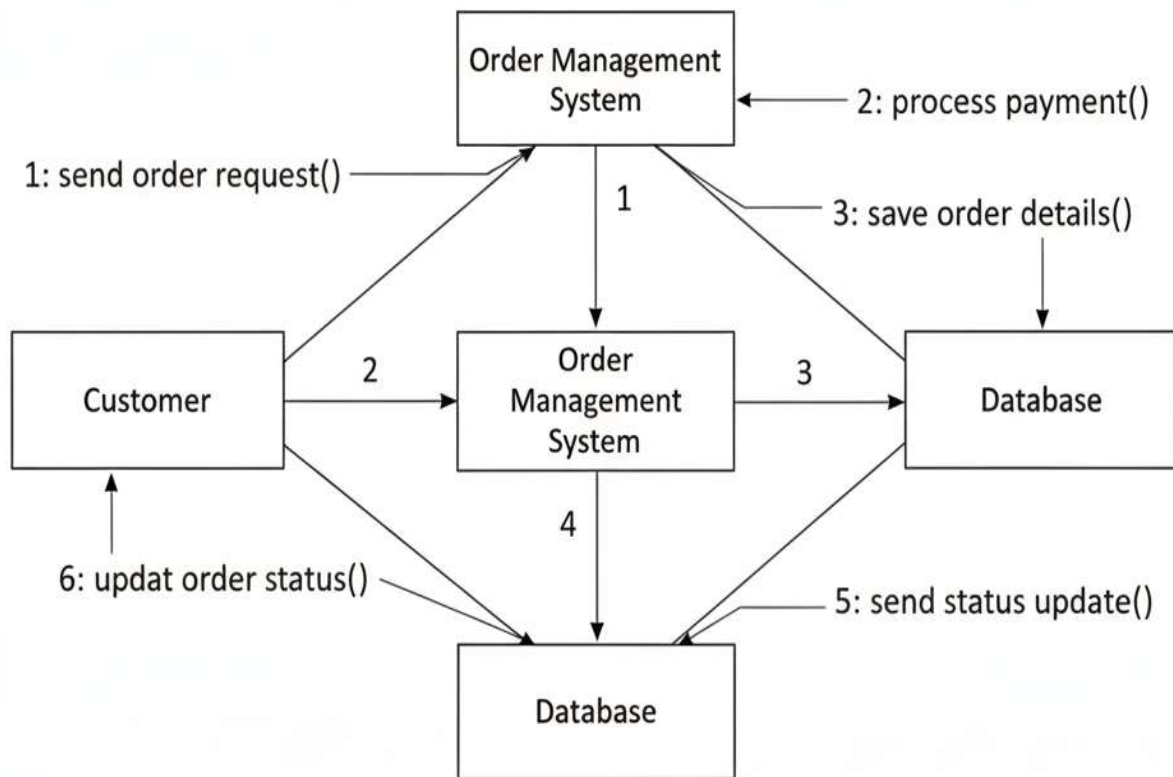 Order Management
System
2: process payment()
1: send order request()
1
3: save order details()
Customer
2
Order
Management
System
3
Database
4
6: updat order status()
5: send status update()
Database